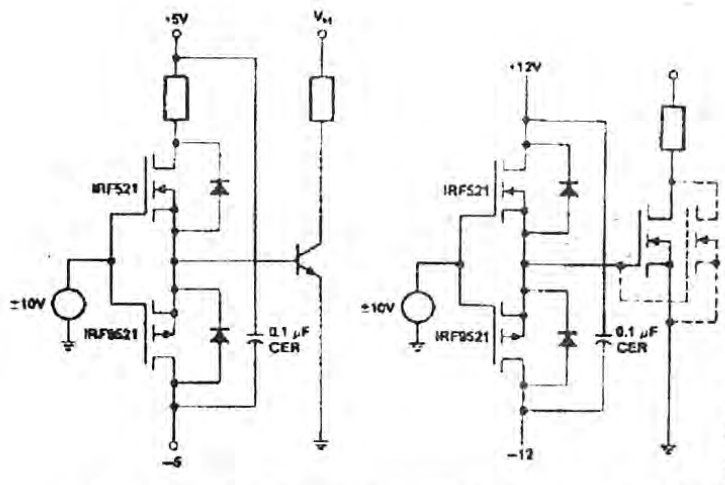 +5V
IRF521
±10V
IRF9521
0.1 μF
CER
-5
+12V
IRF521
±10V
IRF9521
0.1 μF
CER
-12